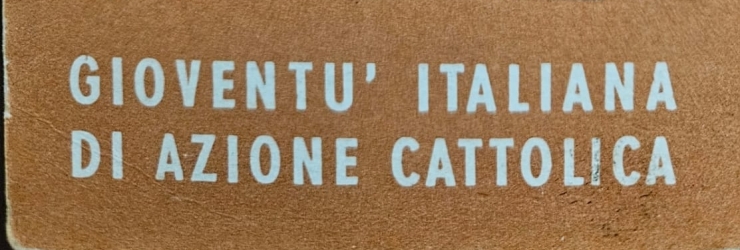 GIOVENTU' ITALIANA
DI AZIONE CATTOLICA